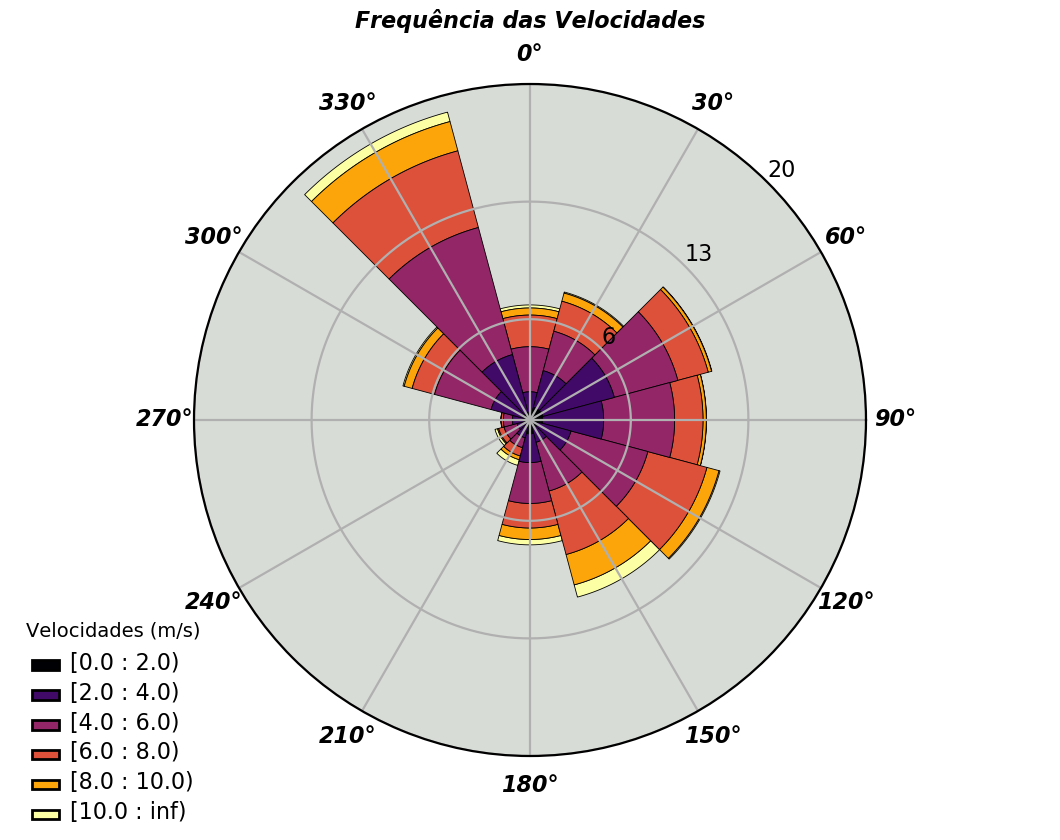 Frequência das Velocidades
0°
330°
30°
20
300°
60°
13
6
270°
90°
240°
120°
210°
150°
180°
Velocidades (m/s)
[0.0 : 2.0)
[2.0 : 4.0)
[4.0 : 6.0)
[6.0 : 8.0)
[8.0 : 10.0)
[10.0 : inf)